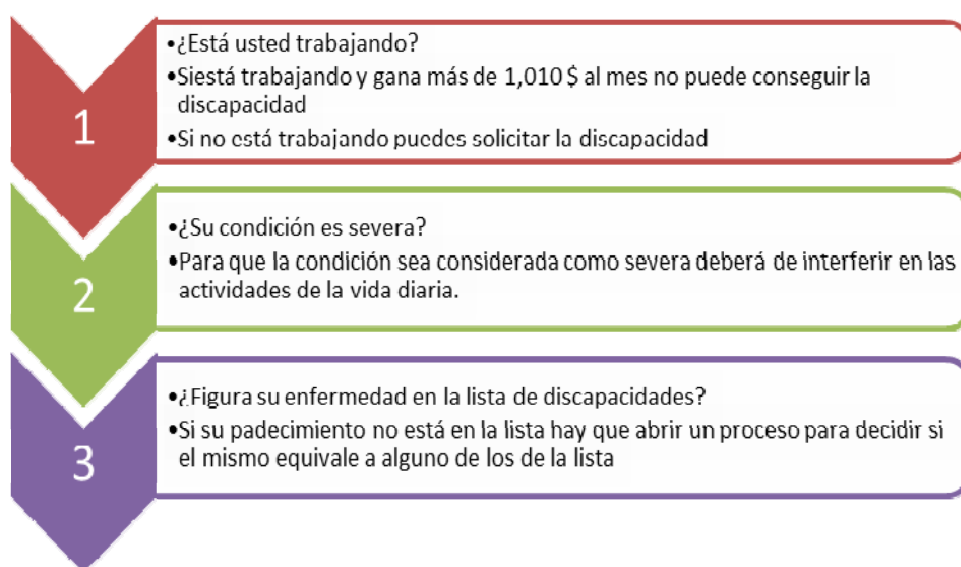 1
•¿Está usted trabajando?
•Siestá trabajando y gana más de 1,010 $ al mes no puede conseguir la
discapacidad
•Si no está trabajando puedes solicitar la discapacidad
2
•¿Su condición es severa?
•Para que la condición sea considerada como severa deberá de interferir en las
actividades de la vida diaria.
3
•¿Figura su enfermedad en la lista de discapacidades?
•Si su padecimiento no está en la lista hay que abrir un proceso para decidir si
el mismo equivale a alguno de los de la lista